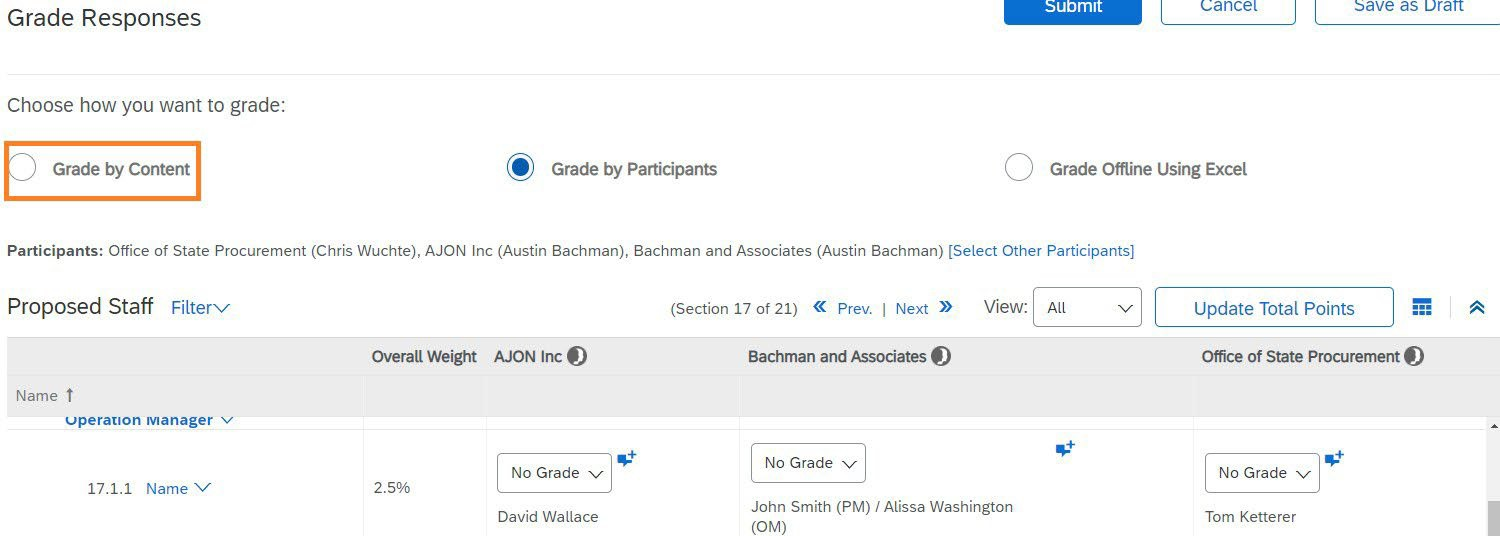 Grade Responses
Submit
Cancel
Save as Draft
Choose how you want to grade:
Grade by Content
Grade by Participants
Grade Offline Using Excel
Participants: Office of State Procurement (Chris Wuchte), AJON Inc (Austin Bachman), Bachman and Associates (Austin Bachman) [Select Other Participants]
Proposed Staff Filter
(Section 17 of 21) « Prev. | Next » View: All Update Total Points
Overall Weight AJON Inc Bachman and Associates Office of State Procurement
Name ↑
Operation Manager
No Grade No Grade No Grade
17.1.1 Name 2.5%
David Wallace John Smith (PM) / Alissa Washington Tom Ketterer
(OM)